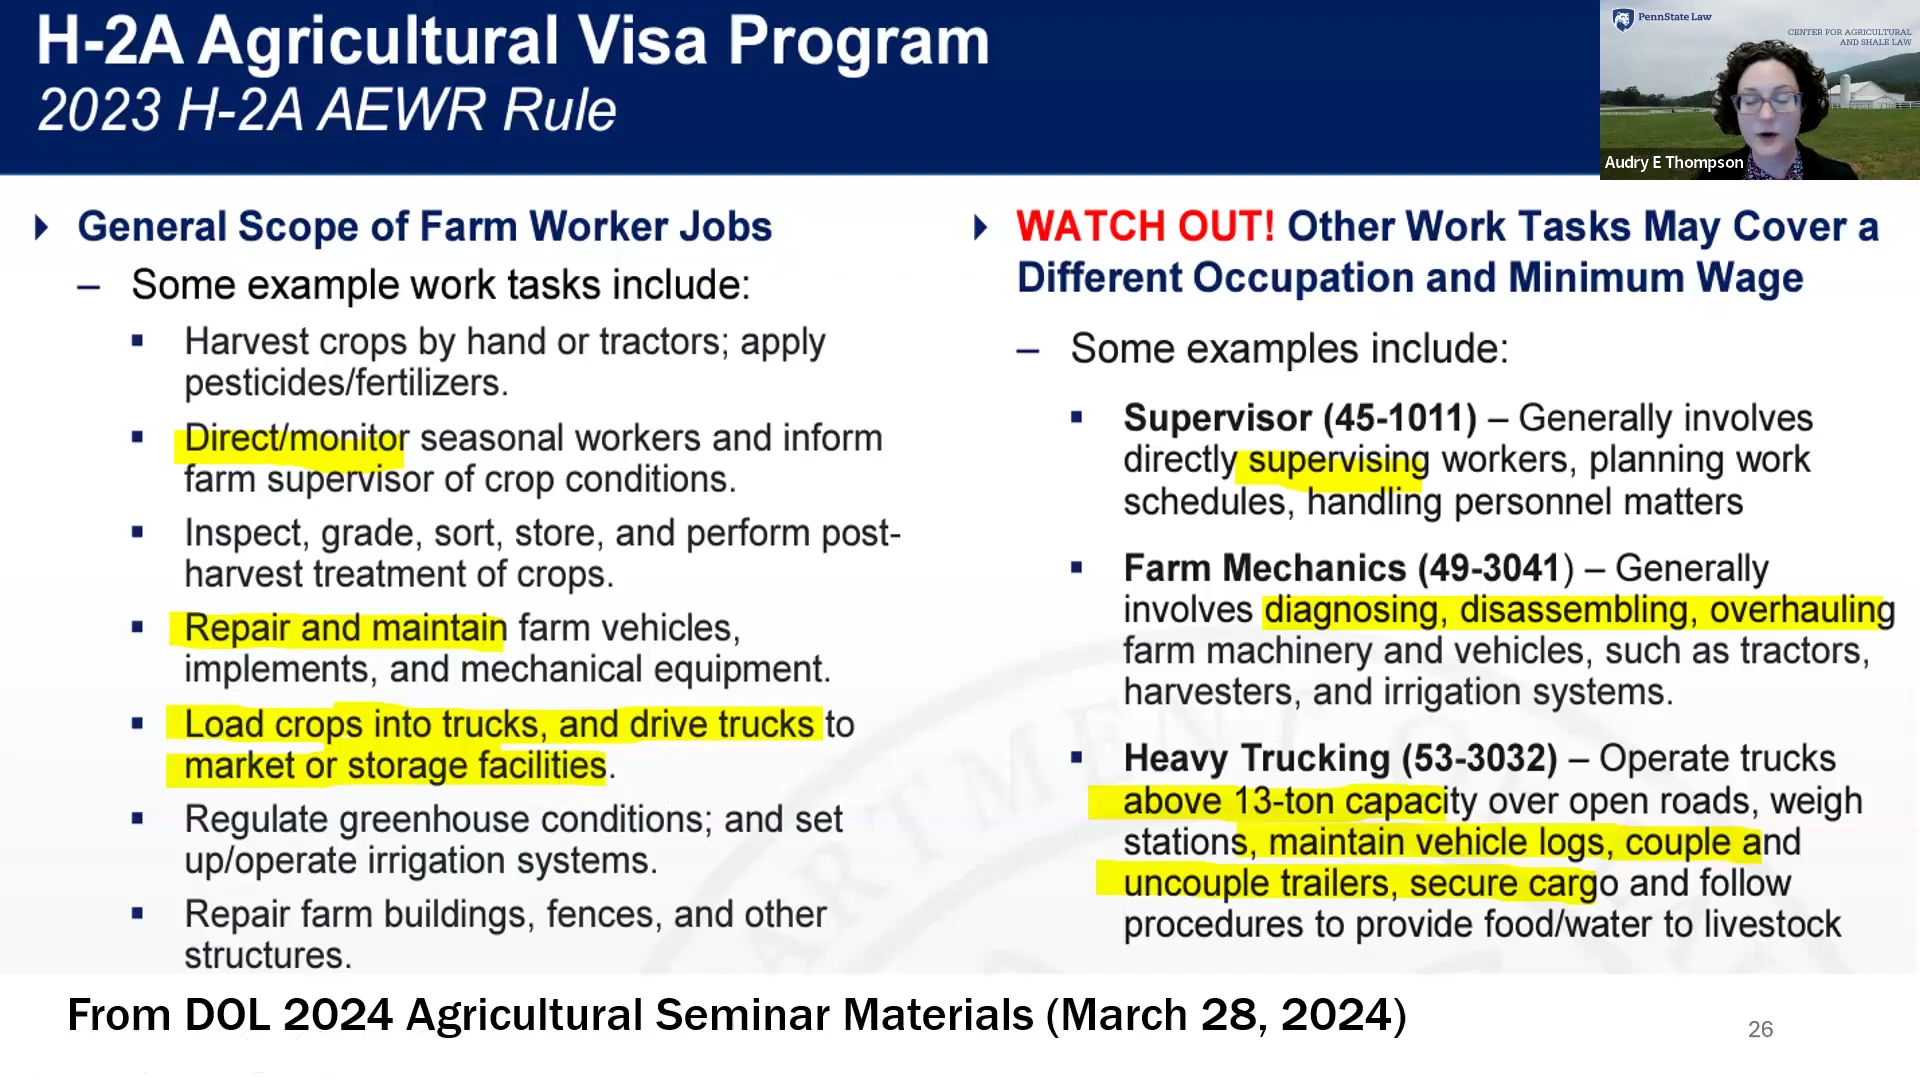 H-2A Agricultural Visa Program
2023 H-2A AEWR Rule
PennState Law
CENTER FOR AGRICULTURAL
AND SHALE LAW
Audry E Thompson
General Scope of Farm Worker Jobs
– Some example work tasks include:
Harvest crops by hand or tractors; apply
pesticides/fertilizers.
Direct/monitor seasonal workers and inform
farm supervisor of crop conditions.
Inspect, grade, sort, store, and perform post-
harvest treatment of crops.
Repair and maintain farm vehicles,
implements, and mechanical equipment.
Load crops into trucks, and drive trucks to
market or storage facilities.
Regulate greenhouse conditions; and set
up/operate irrigation systems.
Repair farm buildings, fences, and other
structures.
WATCH OUT! Other Work Tasks May Cover a
Different Occupation and Minimum Wage
– Some examples include:
Supervisor (45-1011) – Generally involves
directly supervising workers, planning work
schedules, handling personnel matters
Farm Mechanics (49-3041) – Generally
involves diagnosing, disassembling, overhauling
farm machinery and vehicles, such as tractors,
harvesters, and irrigation systems.
Heavy Trucking (53-3032) – Operate trucks
above 13-ton capacity over open roads, weigh
stations, maintain vehicle logs, couple and
uncouple trailers, secure cargo and follow
procedures to provide food/water to livestock
From DOL 2024 Agricultural Seminar Materials (March 28, 2024)
26